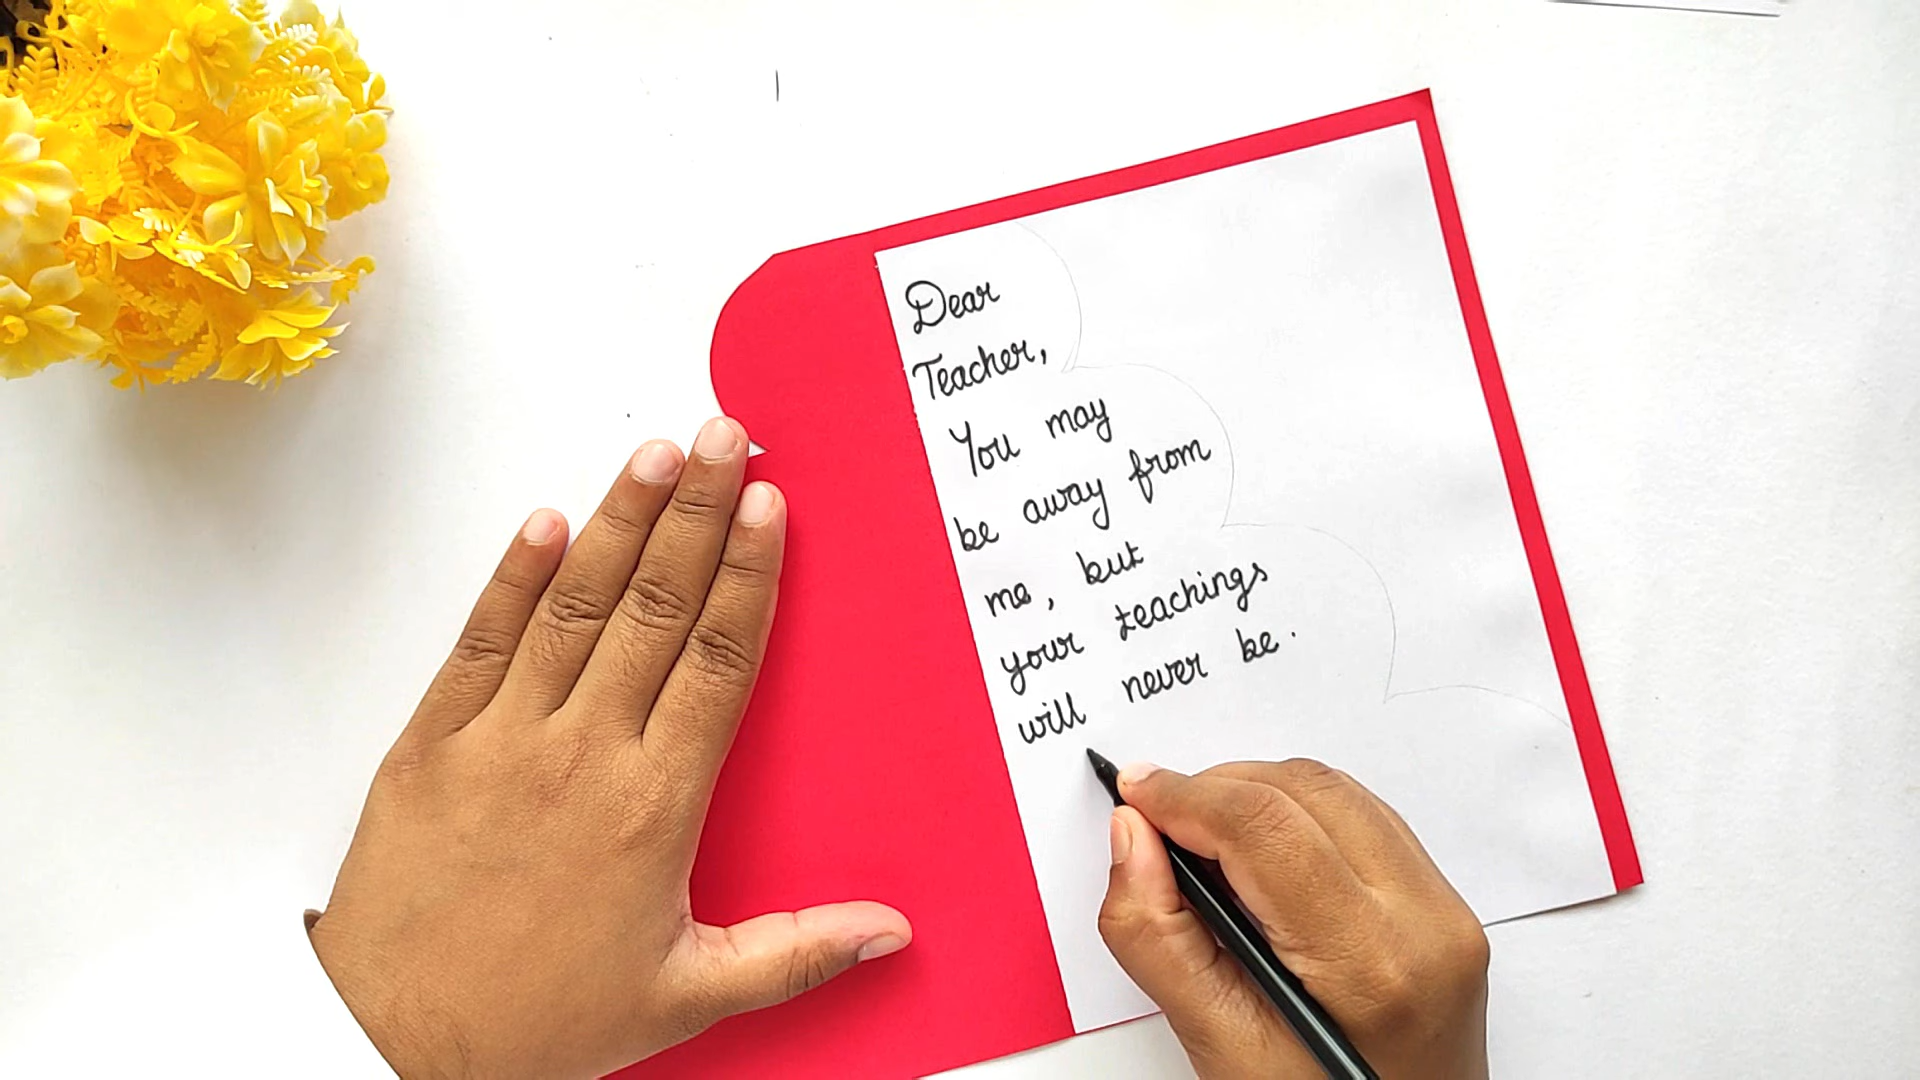 Dear
Teacher,
You may
be away from
me, but
your teachings
will never be.